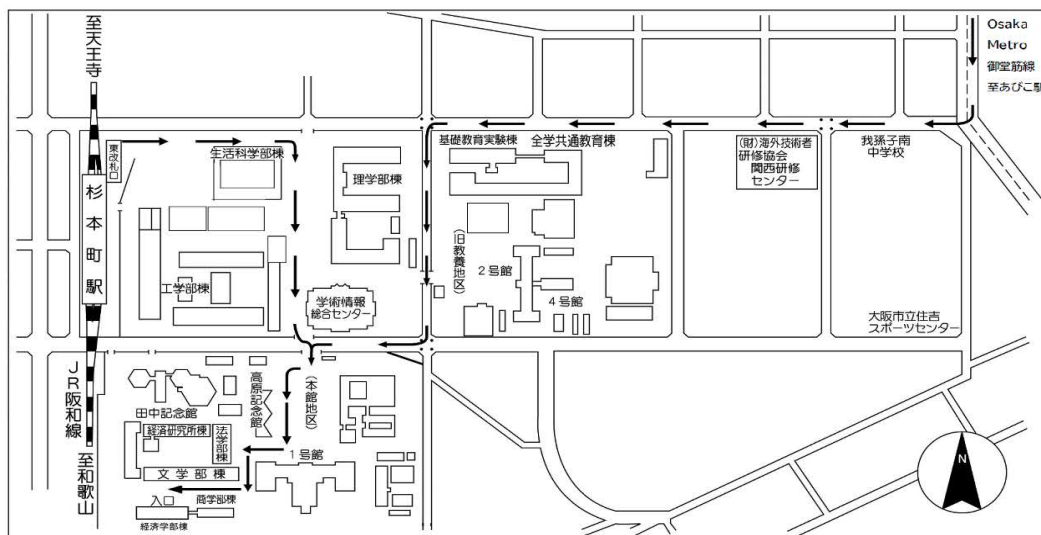 至天王寺
東改札口
杉本町駅
JR阪和線
至和歌山
生活科学部棟
理学部棟
工学部棟
学術情報
総合センター
基礎教育実験棟
全学共通教育棟
(旧教養地区)
2号館
4号館
(財)海外技術者
研修協会
関西研修
センター
我孫子南
中学校
Osaka
Metro
御堂筋線
至あびこ駅
大阪市立住吉
スポーツセンター
田中記念館
高原記念館
(本館地区)
経済研究所棟
法学部棟
文学部棟
1号館
入口
商学部棟
経済学部棟
N